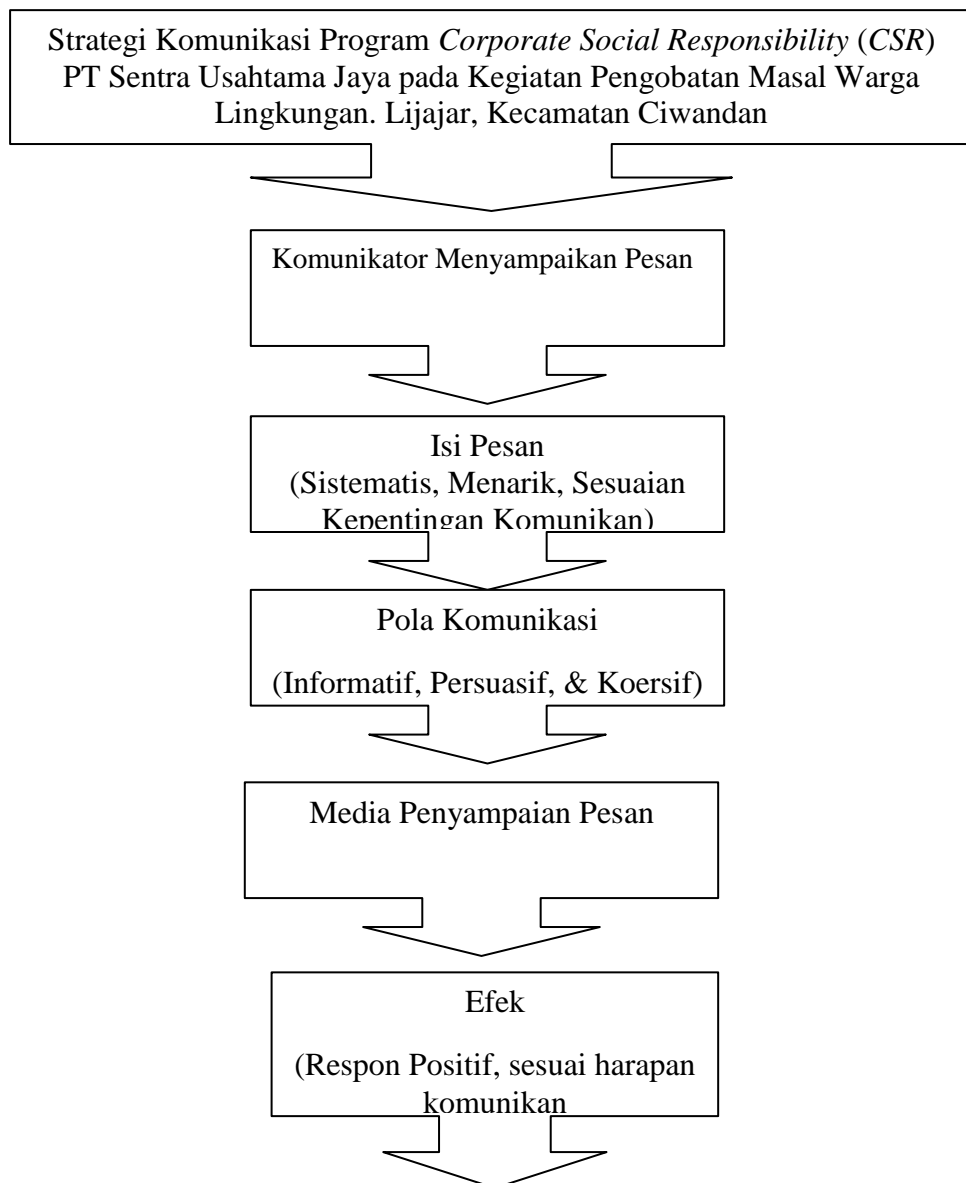 Strategi Komunikasi Program Corporate Social Responsibility (CSR)
PT Sentra Usahtama Jaya pada Kegiatan Pengobatan Masal Warga
Lingkungan. Lijajar, Kecamatan Ciwandan
Komunikator Menyampaikan Pesan
Isi Pesan
(Sistematis, Menarik, Sesuaian
Kepentingan Komunikan)
Pola Komunikasi
(Informatif, Persuasif, & Koersif)
Media Penyampaian Pesan
Efek
(Respon Positif, sesuai harapan
komunikan